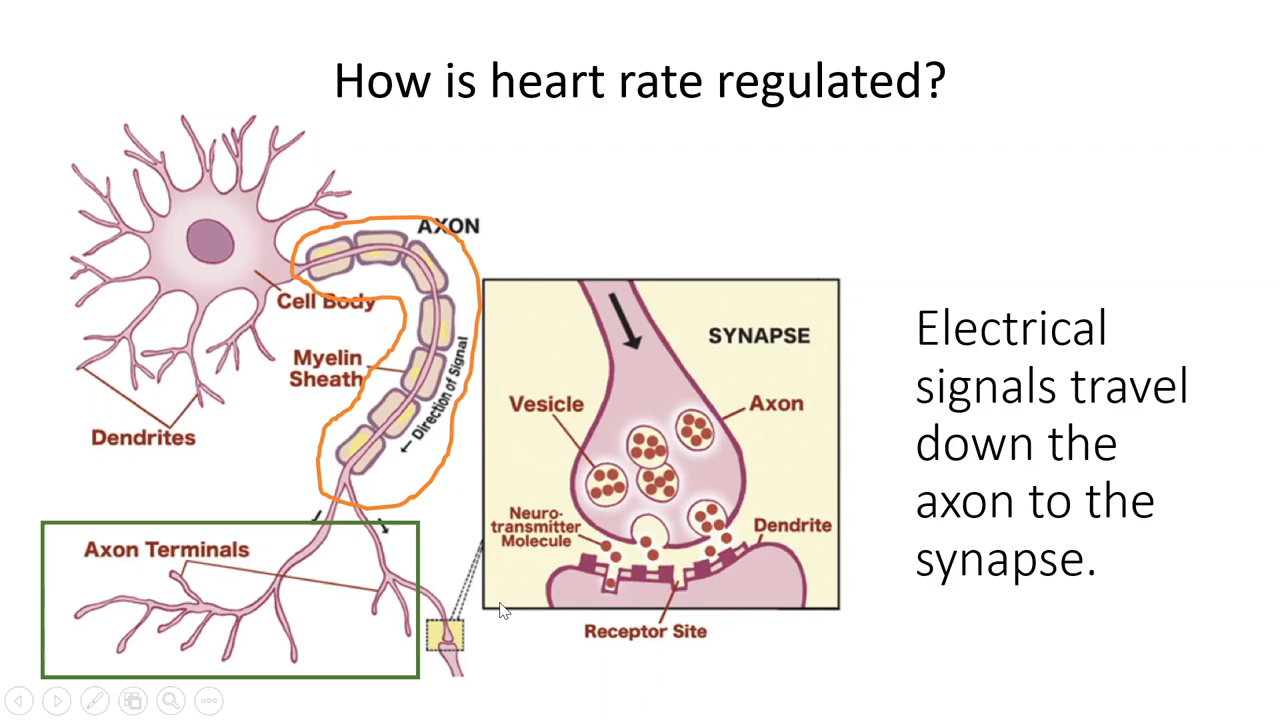 How is heart rate regulated?
AXON
Cell Body
Myelin
Sheath
← Direction of Signal
Dendrites
Axon Terminals
SYNAPSE
Vesicle
Axon
Neuro-
transmitter
Molecule
Dendrite
Receptor Site
Electrical
signals travel
down the
axon to the
synapse.